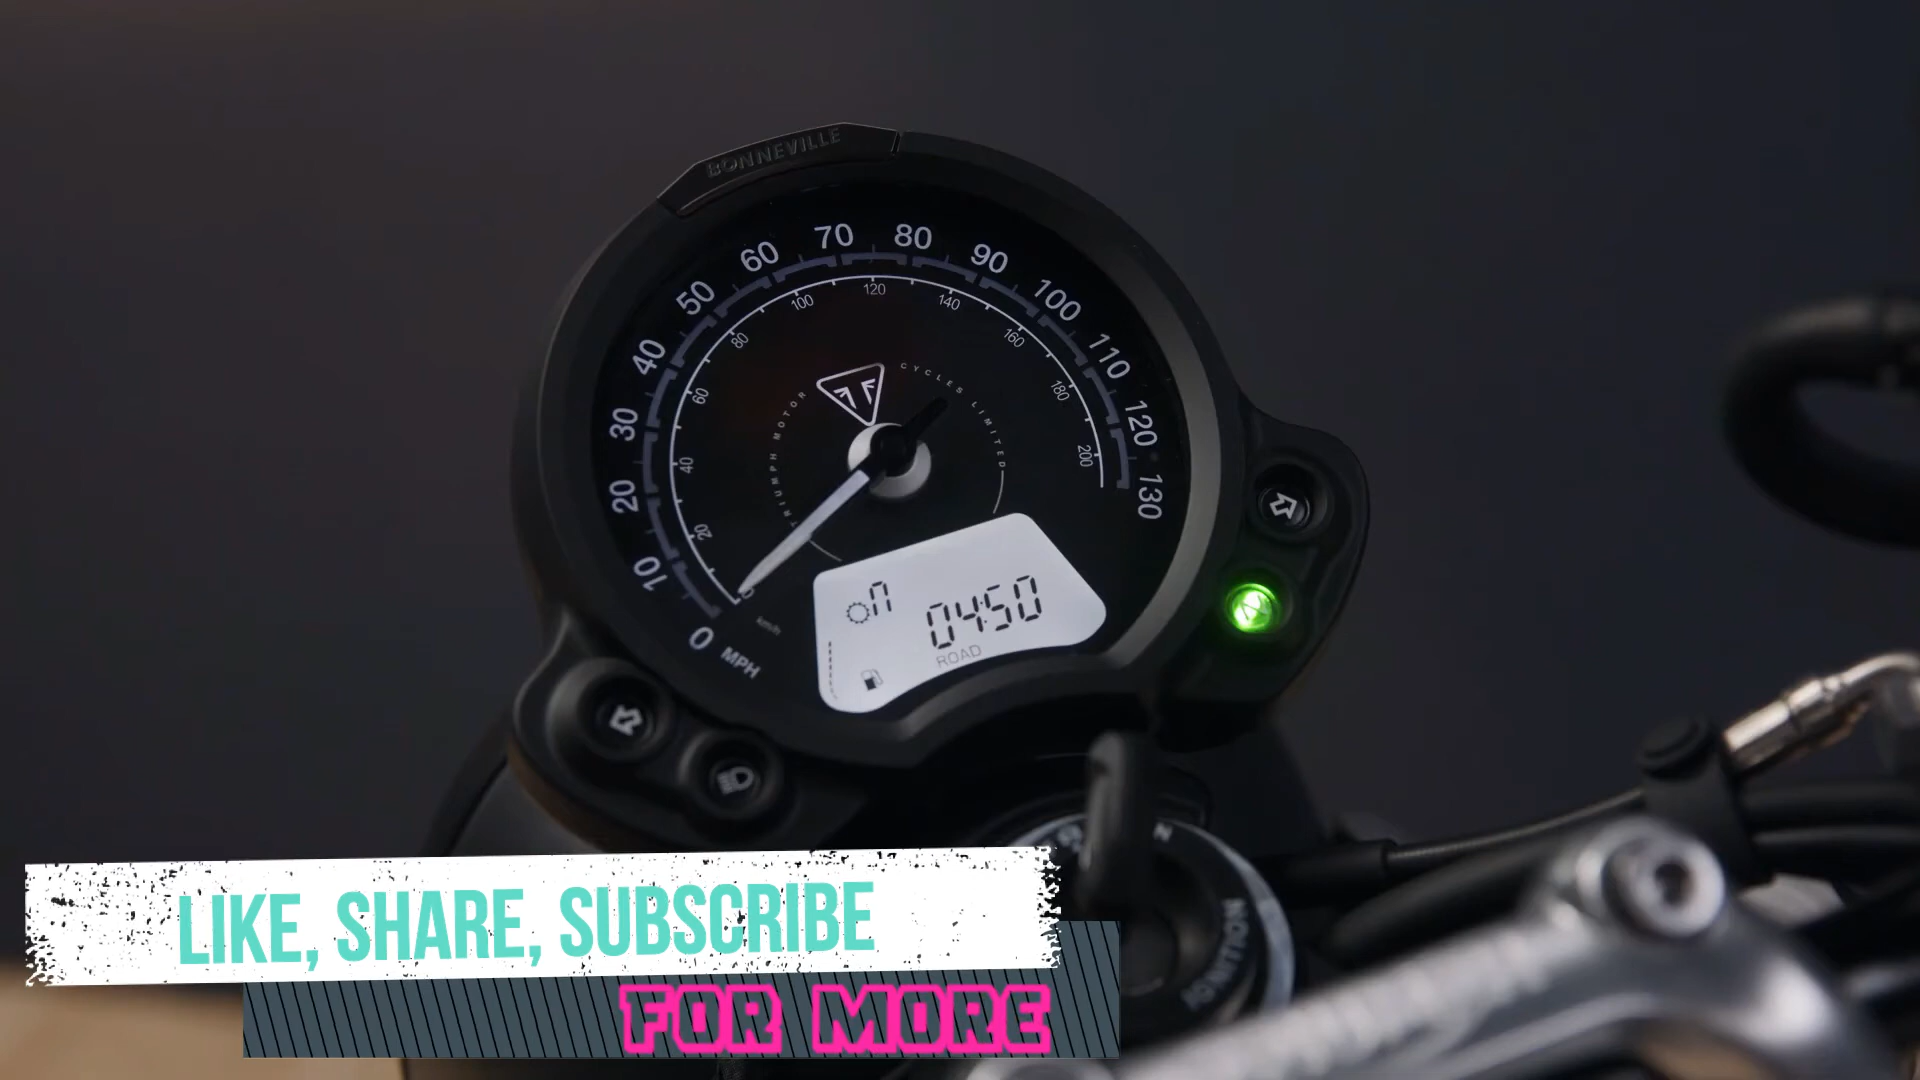 BONNEVILLE
70
80
60
90
50
100
40
110
30
120
20
130
10
0
MPH
100
120
140
80
160
60
180
40
200
20
0
km/h
TRIUMPH MOTOR CYCLES LIMITED
n
04:50
ROAD
N
IGNITION
LIKE, SHARE, SUBSCRIBE
FOR MORE